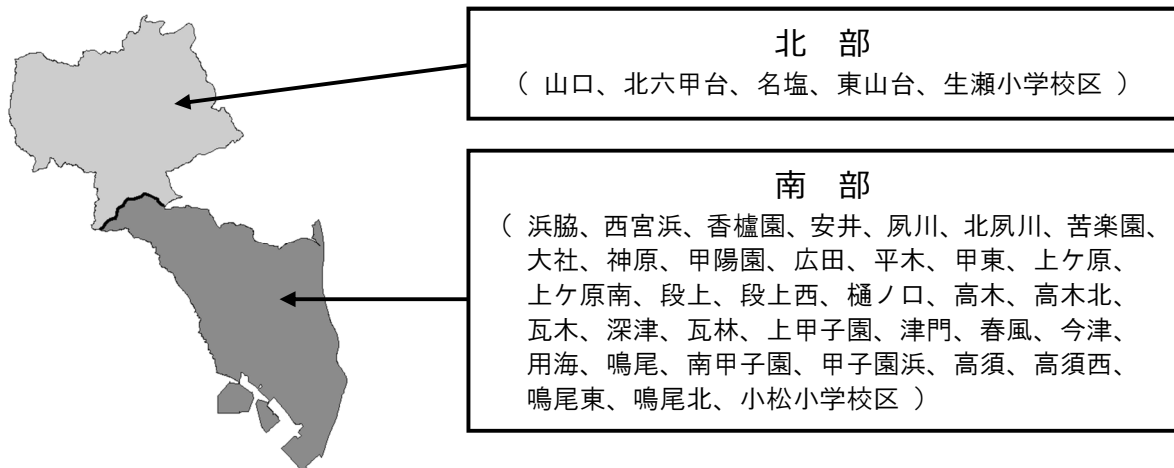 北 部
（ 山口、北六甲台、名塩、東山台、生瀬小学校区 ）
南 部
（ 浜脇、西宮浜、香櫨園、安井、夙川、北夙川、苦楽園、
大社、神原、甲陽園、広田、平木、甲東、上ケ原、
上ケ原南、段上、段上西、樋ノ口、高木、高木北、
瓦木、深津、瓦林、上甲子園、津門、春風、今津、
用海、鳴尾、南甲子園、甲子園浜、高須、高須西、
鳴尾東、鳴尾北、小松小学校区 ）